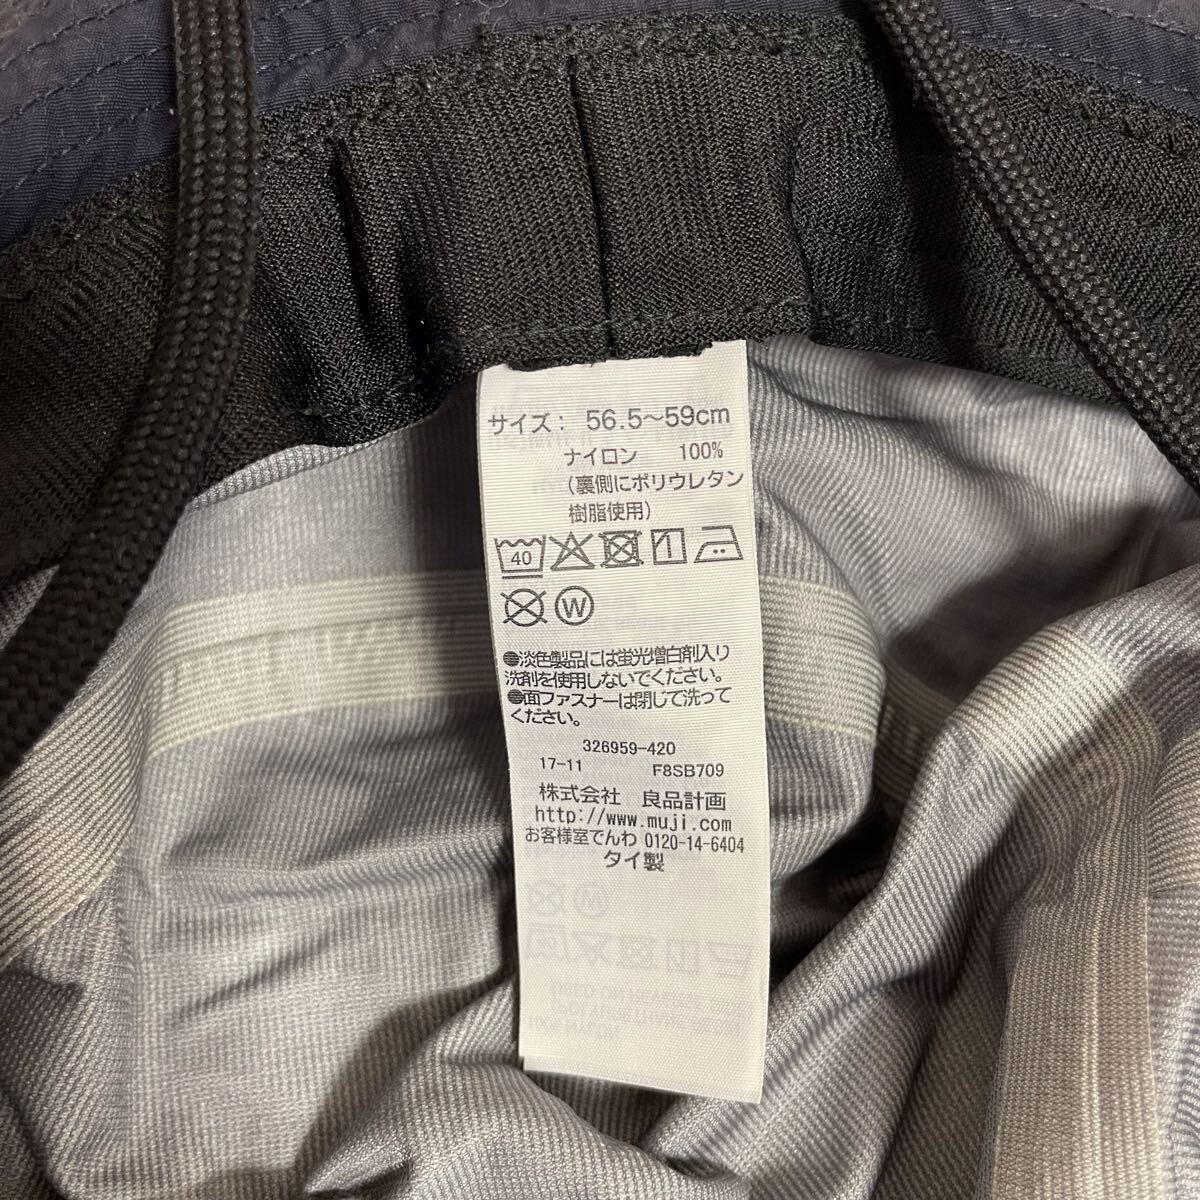 サイズ： 56.5～59cm
ナイロン 100%
（裏側にポリウレタン
樹脂使用）
40
W
●淡色製品には蛍光増白剤入り
洗剤を使用しないでください。
●面ファスナーは閉じて洗って
ください。
326959-420
17-11 F8SB709
株式会社 良品計画
http://www.muji.com
お客様室でんわ 0120-14-6404
タイ製